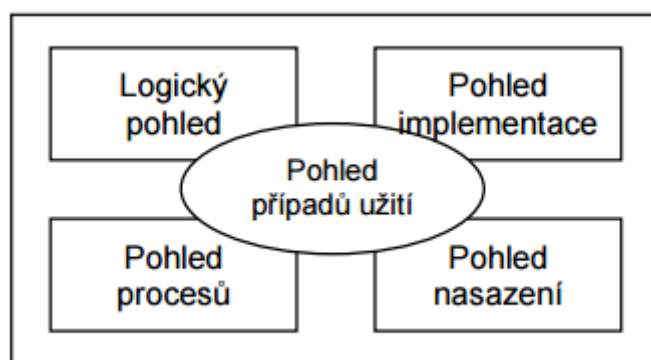 Logický
pohled
Pohled
implementace
Pohled
případů užití
Pohled
procesů
Pohled
nasazení